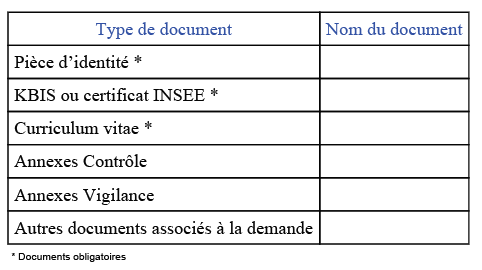 Type de document Nom du document
Pièce d’identité *
KBIS ou certificat INSEE *
Curriculum vitae *
Annexes Contrôle
Annexes Vigilance
Autres documents associés à la demande
* Documents obligatoires